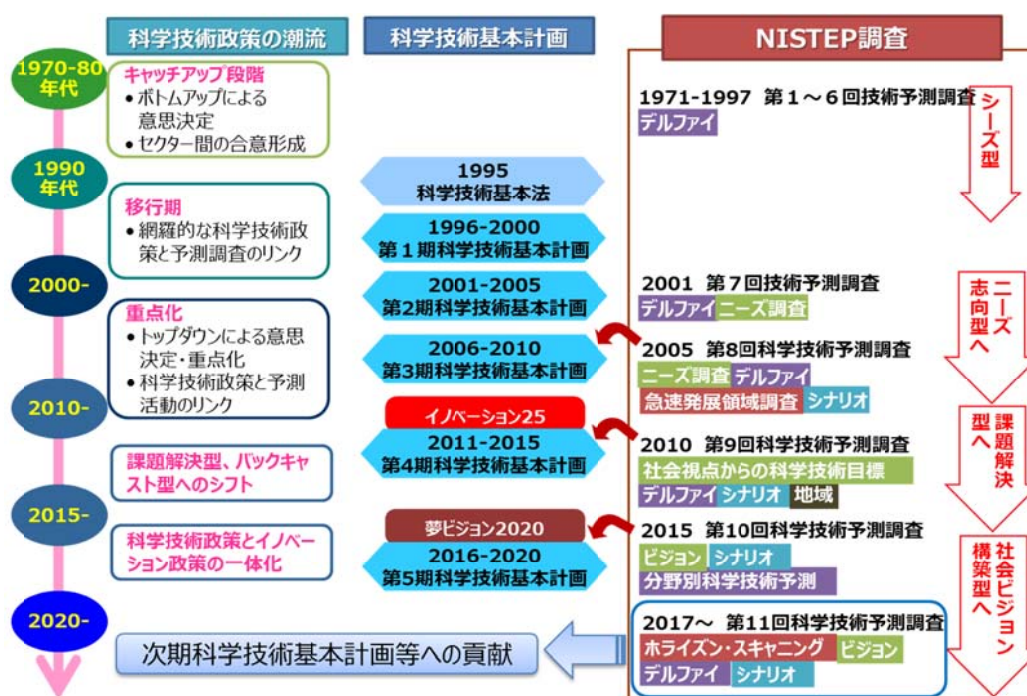 科学技術政策の潮流
科学技術基本計画
NISTEP調査
1970-80
年代
キャッチアップ段階
• ボトムアップによる
意思決定
• セクター間の合意形成
1990
年代
移行期
• 網羅的な科学技術政
策と予測調査のリンク
2000-
重点化
• トップダウンによる意思
決定・重点化
• 科学技術政策と予測
活動のリンク
2010-
課題解決型、バックキャ
スト型へのシフト
2015-
科学技術政策とイノベー
ション政策の一体化
2020-
1995
科学技術基本法
1996-2000
第1期科学技術基本計画
2001-2005
第2期科学技術基本計画
2006-2010
第3期科学技術基本計画
イノベーション25
2011-2015
第4期科学技術基本計画
夢ビジョン2020
2016-2020
第5期科学技術基本計画
次期科学技術基本計画等への貢献
1971-1997 第1～6回技術予測調査
デルファイ
2001 第7回技術予測調査
デルファイ ニーズ調査
2005 第8回科学技術予測調査
ニーズ調査 デルファイ
急速発展領域調査 シナリオ
2010 第9回科学技術予測調査
社会視点からの科学技術目標
デルファイ シナリオ 地域
2015 第10回科学技術予測調査
ビジョン シナリオ
分野別科学技術予測
2017～ 第11回科学技術予測調査
ホライズン・スキャニング ビジョン
デルファイ シナリオ
シーズ型
ニーズ
志向型へ
課題解決
型へ
社会ビジョン
構築型へ